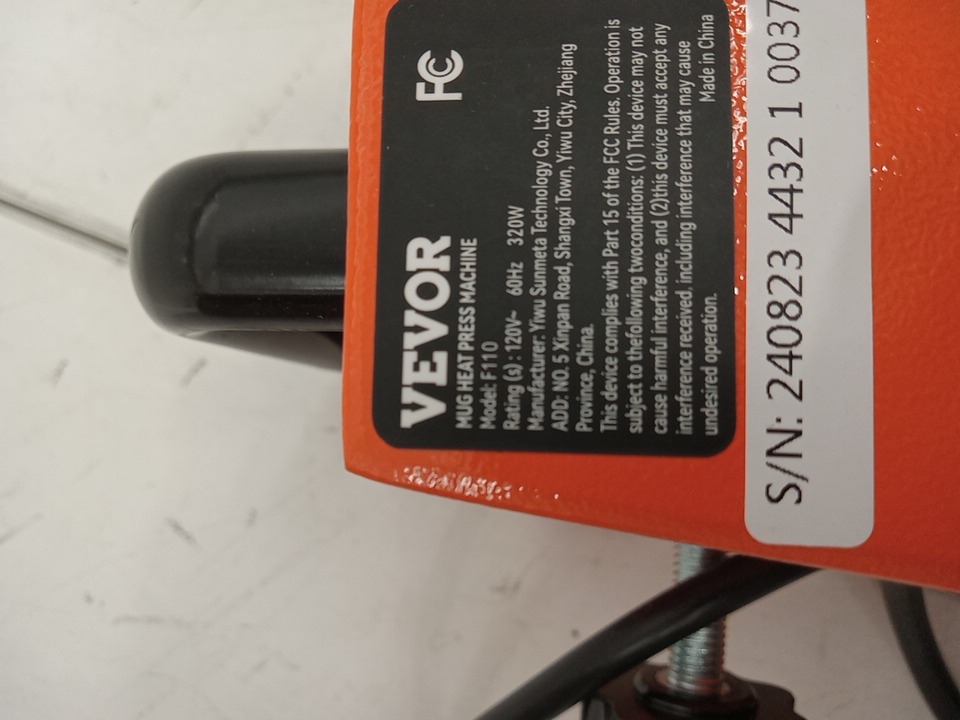 VEVOR
FC
MUG HEAT PRESS MACHINE
Model: F110
Rating (s) : 120V~ 60Hz 320W
Manufacturer: Yiwu Sunmeta Technology Co., Ltd.
ADD: NO. 5 Xinpan Road, Shangxi Town, Yiwu City, Zhejiang
Province, China.
This device complies with Part 15 of the FCC Rules. Operation is
subject to thefollowing twoconditions: (1) This device may not
cause harmful interference, and (2)this device must accept any
interference received, including interference that may cause
undesired operation.
Made in China
S/N: 240823 4432 1 0037